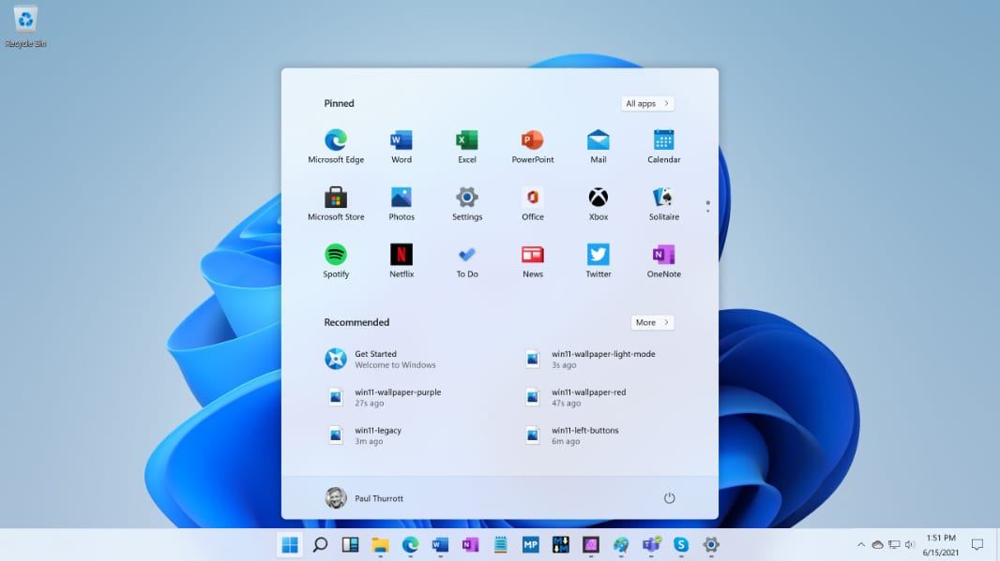 Recycle Bin
Pinned
All apps
Microsoft Edge
Word
Excel
PowerPoint
Mail
Calendar
Microsoft Store
Photos
Settings
Office
Xbox
Solitaire
Spotify
Netflix
To Do
News
Twitter
OneNote
Recommended
More
Get Started
Welcome to Windows
win11-wallpaper-light-mode
3s ago
win11-wallpaper-purple
27s ago
win11-wallpaper-red
47s ago
win11-legacy
3m ago
win11-left-buttons
6m ago
Paul Thurrott
MP
1:51 PM
6/15/2021